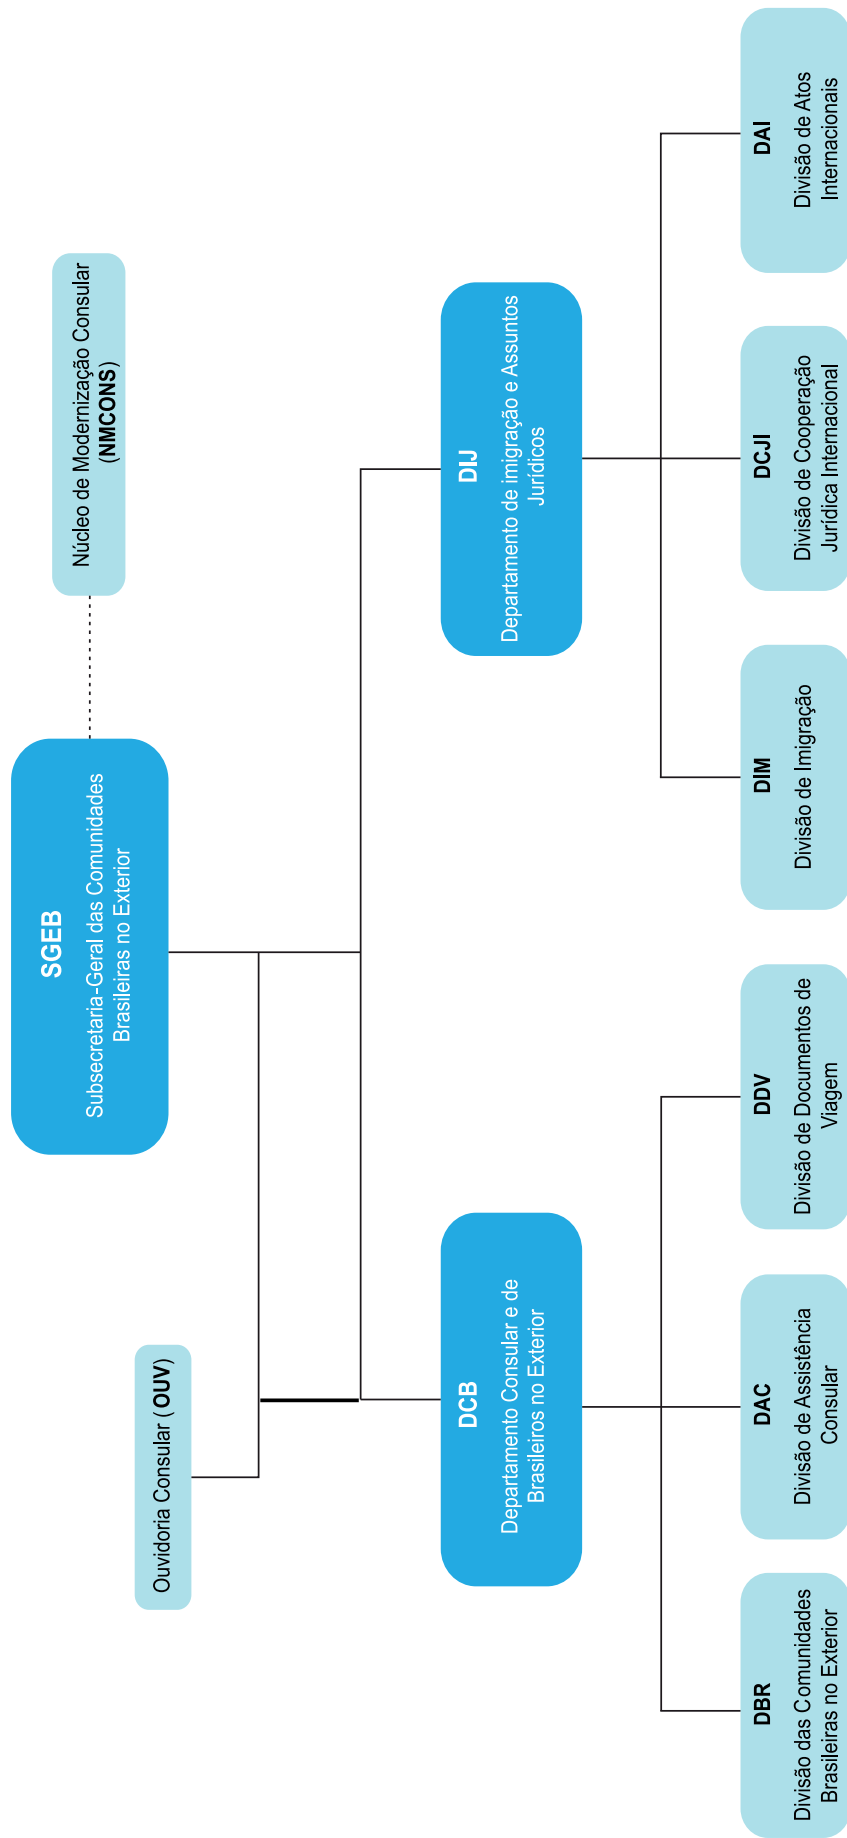 SGEB
Subsecretaria-Geral das Comunidades
Brasileiras no Exterior
Núcleo de Modernização Consular
(NMCONS)
Ouvidoria Consular ( OUV)
DCB
Departamento Consular e de
Brasileiros no Exterior
DIJ
Departamento de imigração e Assuntos
Jurídicos
DBR
Divisão das Comunidades
Brasileiras no Exterior
DAC
Divisão de Assistência
Consular
DDV
Divisão de Documentos de
Viagem
DIM
Divisão de Imigração
DCJI
Divisão de Cooperação
Jurídica Internacional
DAI
Divisão de Atos
Internacionais